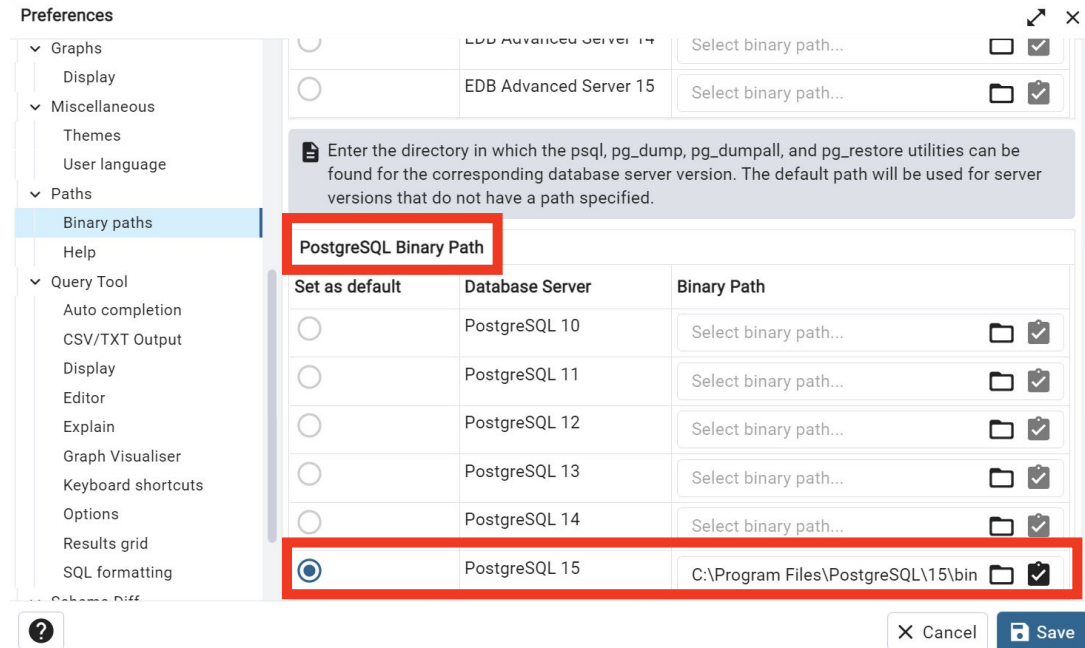 Preferences
Graphs
Display
Miscellaneous
Themes
User language
Paths
Binary paths
Help
Query Tool
Auto completion
CSV/TXT Output
Display
Editor
Explain
Graph Visualiser
Keyboard shortcuts
Options
Results grid
SQL formatting
Schema Diff
EDB Advanced Server 14 Select binary path...
EDB Advanced Server 15 Select binary path...
Enter the directory in which the psql, pg_dump, pg_dumpall, and pg_restore utilities can be
found for the corresponding database server version. The default path will be used for server
versions that do not have a path specified.
PostgreSQL Binary Path
Set as default Database Server Binary Path
PostgreSQL 10 Select binary path...
PostgreSQL 11 Select binary path...
PostgreSQL 12 Select binary path...
PostgreSQL 13 Select binary path...
PostgreSQL 14 Select binary path...
PostgreSQL 15 C:\Program Files\PostgreSQL\15\bin
? Cancel Save